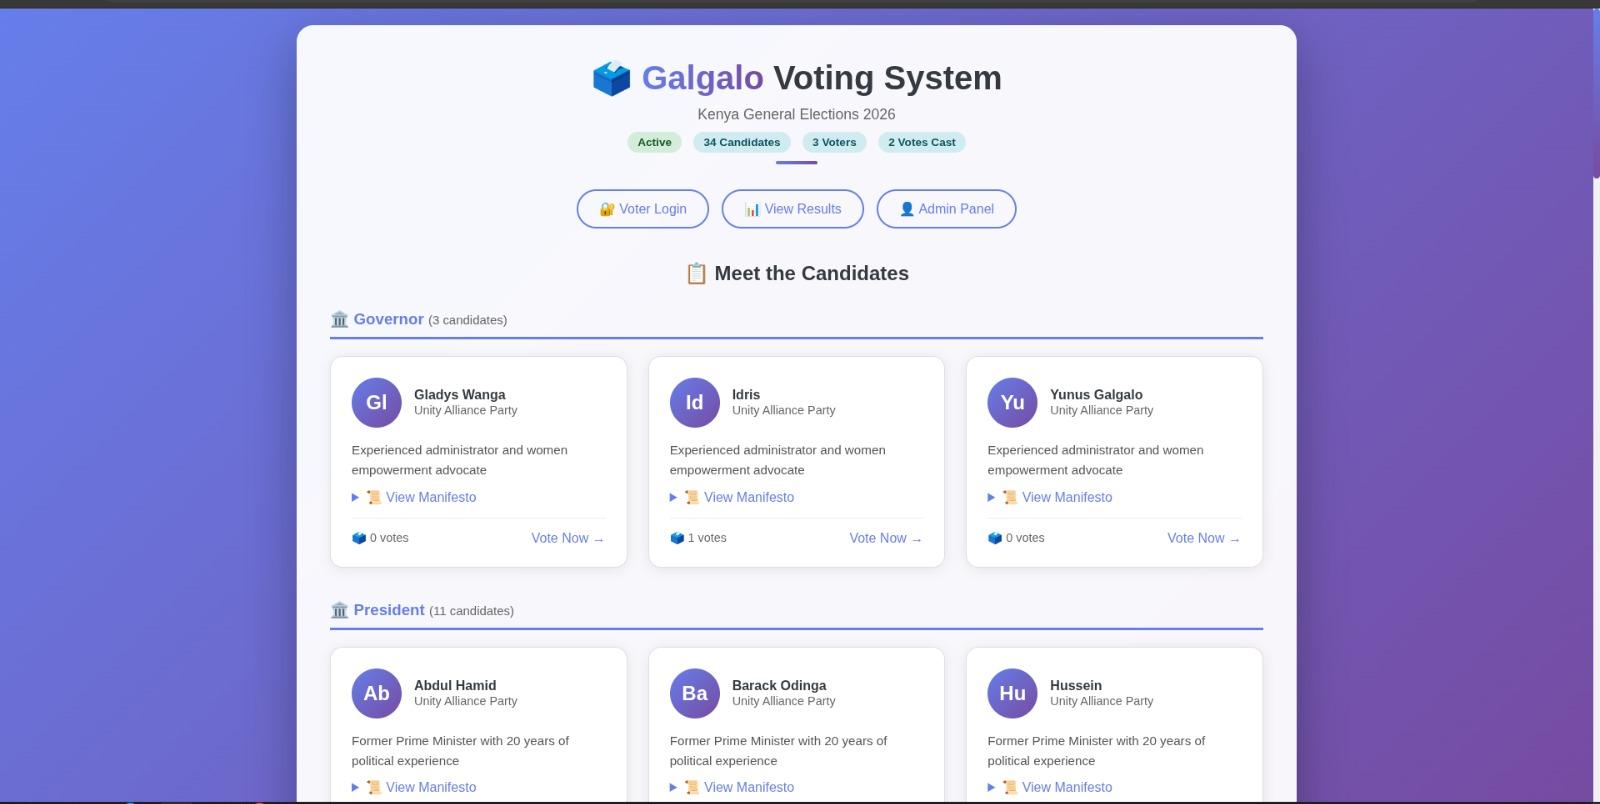 🗳️ Galgalo Voting System
Kenya General Elections 2026
Active 34 Candidates 3 Voters 2 Votes Cast
🔐 Voter Login 📊 View Results 👤 Admin Panel
📋 Meet the Candidates
🏛️ Governor (3 candidates)
Gl
Gladys Wanga
Unity Alliance Party
Experienced administrator and women
empowerment advocate
▶ 📜 View Manifesto
🗳️ 0 votes Vote Now →
Id
Idris
Unity Alliance Party
Experienced administrator and women
empowerment advocate
▶ 📜 View Manifesto
🗳️ 1 votes Vote Now →
Yu
Yunus Galgalo
Unity Alliance Party
Experienced administrator and women
empowerment advocate
▶ 📜 View Manifesto
🗳️ 0 votes Vote Now →
🏛️ President (11 candidates)
Ab
Abdul Hamid
Unity Alliance Party
Former Prime Minister with 20 years of
political experience
▶ 📜 View Manifesto
Ba
Barack Odinga
Unity Alliance Party
Former Prime Minister with 20 years of
political experience
▶ 📜 View Manifesto
Hu
Hussein
Unity Alliance Party
Former Prime Minister with 20 years of
political experience
▶ 📜 View Manifesto